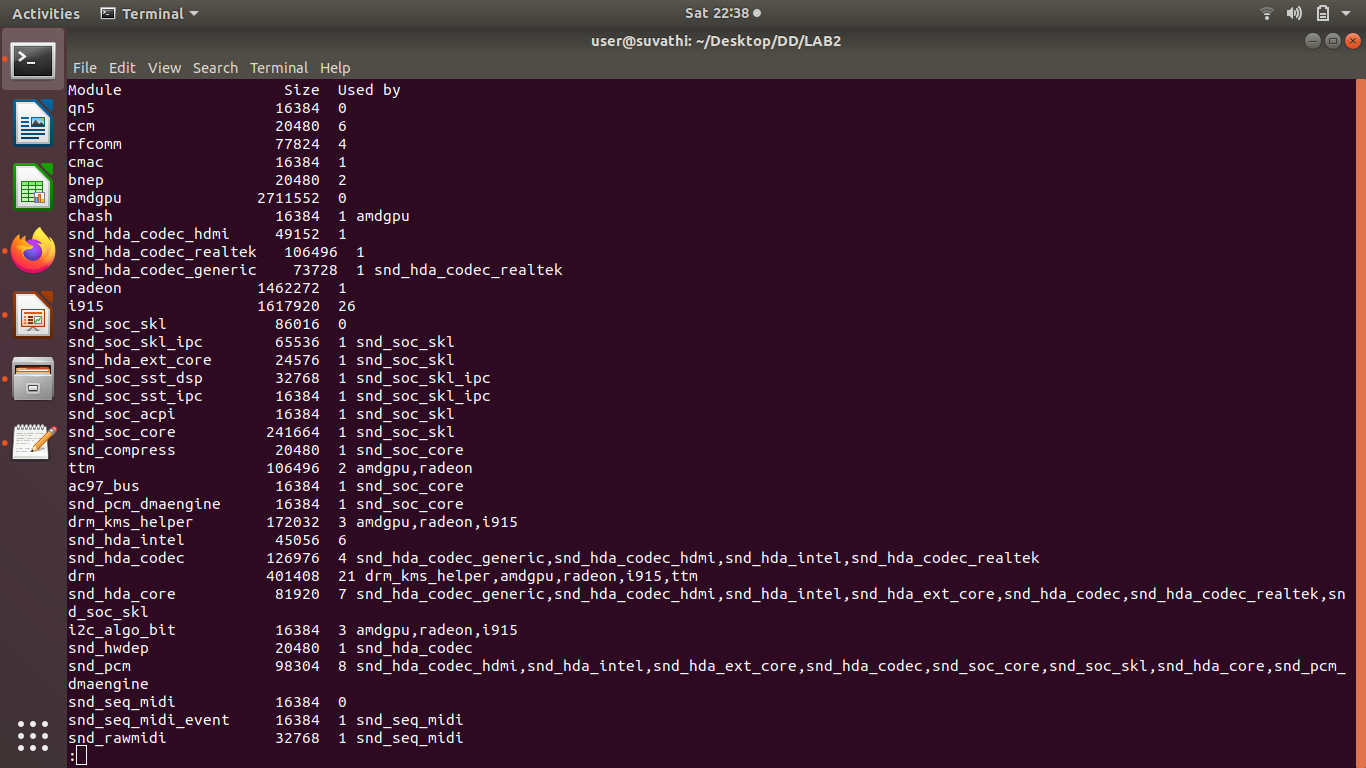 Activities Terminal Sat 22:38
user@suvathi: ~/Desktop/DD/LAB2
File Edit View Search Terminal Help
Module                  Size  Used by
qn5                    16384  0
ccm                    20480  6
rfcomm                 77824  4
cmac                   16384  1
bnep                   20480  2
amdgpu               2711552  0
chash                  16384  1 amdgpu
snd_hda_codec_hdmi     49152  1
snd_hda_codec_realtek   106496  1
snd_hda_codec_generic    73728  1 snd_hda_codec_realtek
radeon               1462272  1
i915                 1617920  26
snd_soc_skl            86016  0
snd_soc_skl_ipc        65536  1 snd_soc_skl
snd_hda_ext_core       24576  1 snd_soc_skl
snd_soc_sst_dsp        32768  1 snd_soc_skl_ipc
snd_soc_sst_ipc        16384  1 snd_soc_skl_ipc
snd_soc_acpi           16384  1 snd_soc_skl
snd_soc_core          241664  1 snd_soc_skl
snd_compress           20480  1 snd_soc_core
ttm                   106496  2 amdgpu,radeon
ac97_bus               16384  1 snd_soc_core
snd_pcm_dmaengine      16384  1 snd_soc_core
drm_kms_helper        172032  3 amdgpu,radeon,i915
snd_hda_intel          45056  6
snd_hda_codec         126976  4 snd_hda_codec_generic,snd_hda_codec_hdmi,snd_hda_intel,snd_hda_codec_realtek
drm                   401408  21 drm_kms_helper,amdgpu,radeon,i915,ttm
snd_hda_core           81920  7 snd_hda_codec_generic,snd_hda_codec_hdmi,snd_hda_intel,snd_hda_ext_core,snd_hda_codec,snd_hda_codec_realtek,sn
d_soc_skl
i2c_algo_bit           16384  3 amdgpu,radeon,i915
snd_hwdep              20480  1 snd_hda_codec
snd_pcm                98304  8 snd_hda_codec_hdmi,snd_hda_intel,snd_hda_ext_core,snd_hda_codec,snd_soc_core,snd_soc_skl,snd_hda_core,snd_pcm_
dmaengine
snd_seq_midi           16384  0
snd_seq_midi_event     16384  1 snd_seq_midi
snd_rawmidi            32768  1 snd_seq_midi
: